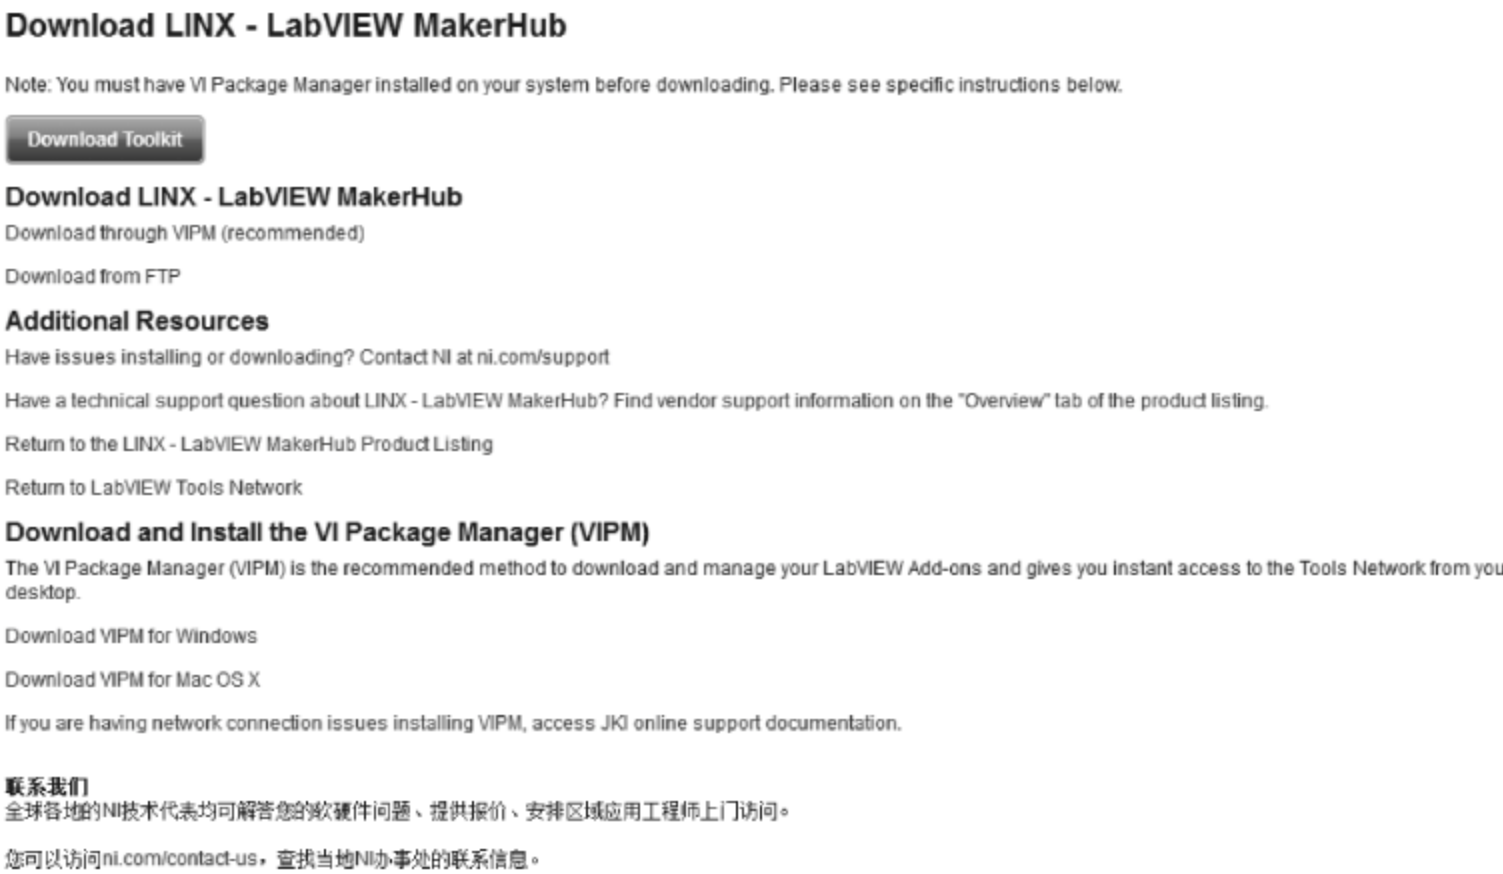 Download LINX - LabVIEW MakerHub
Note: You must have VI Package Manager installed on your system before downloading. Please see specific instructions below.
Download Toolkit
Download LINX - LabVIEW MakerHub
Download through VIPM (recommended)
Download from FTP
Additional Resources
Have issues installing or downloading? Contact NI at ni.com/support
Have a technical support question about LINX - LabVIEW MakerHub? Find vendor support information on the "Overview" tab of the product listing.
Return to the LINX - LabVIEW MakerHub Product Listing
Return to LabVIEW Tools Network
Download and Install the VI Package Manager (VIPM)
The VI Package Manager (VIPM) is the recommended method to download and manage your LabVIEW Add-ons and gives you instant access to the Tools Network from you
desktop.
Download VIPM for Windows
Download VIPM for Mac OS X
If you are having network connection issues installing VIPM, access JKI online support documentation.
联系我们
全球各地的NI技术代表均可解答您的软硬件问题、提供报价、安排区域应用工程师上门访问。
您可以访问ni.com/contact-us，查找当地NI办事处的联系信息。